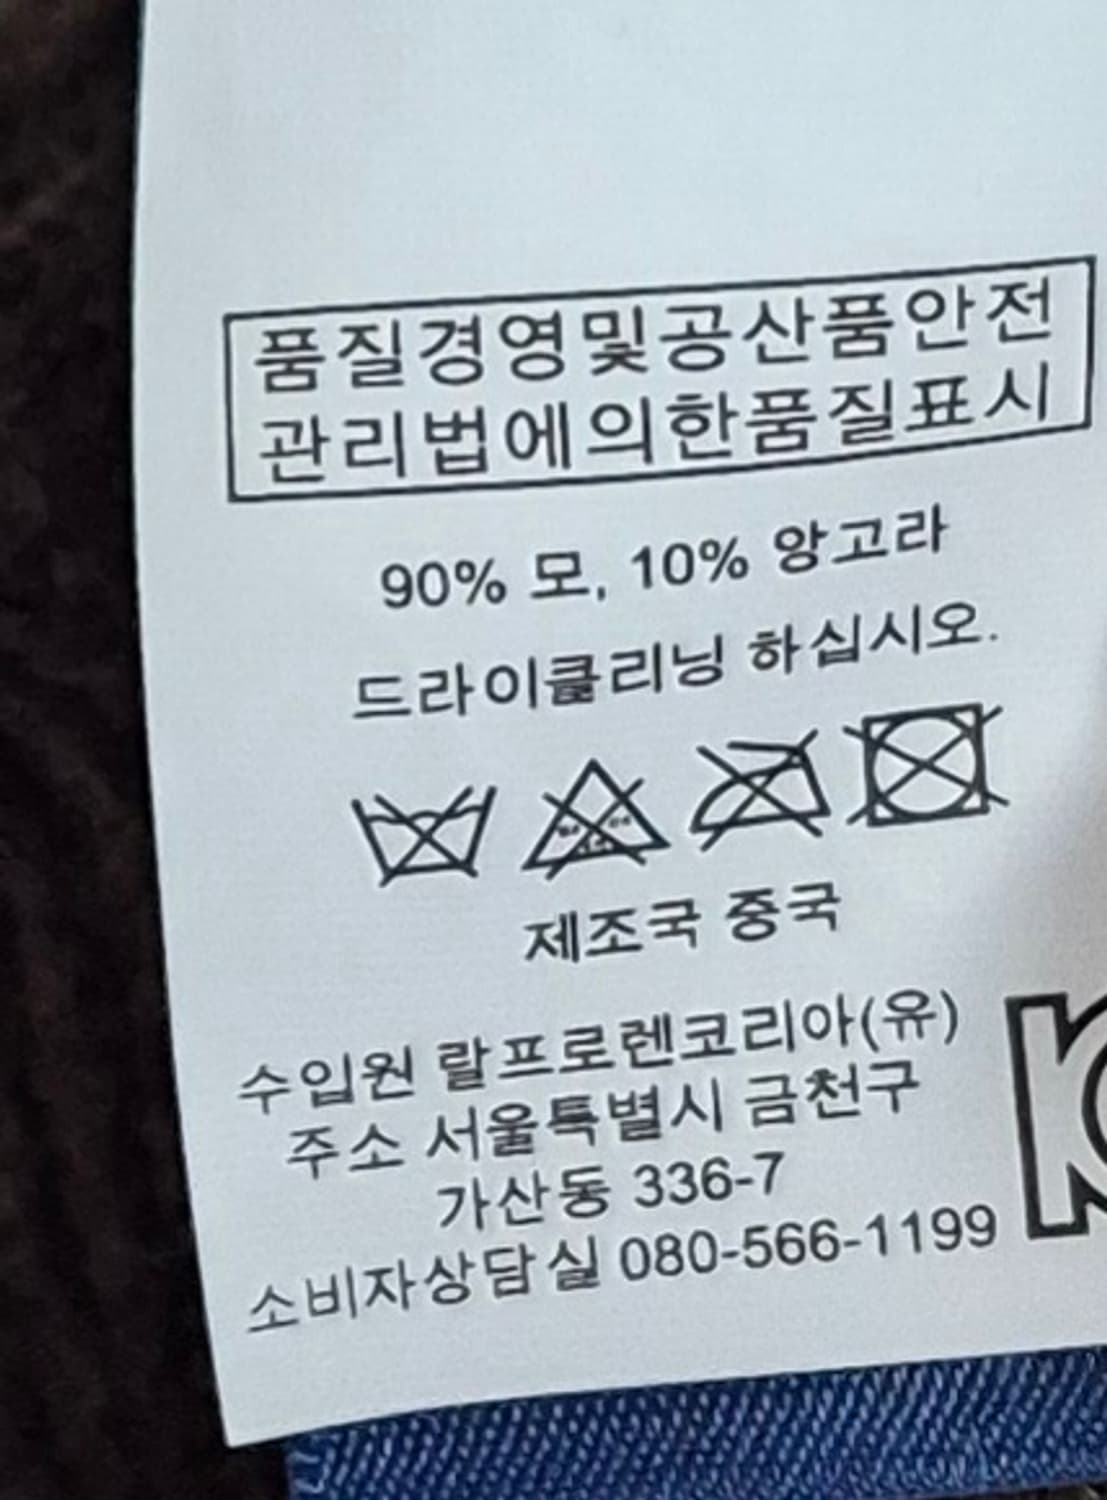 품질경영및공산품안전
관리법에의한품질표시
90% 모, 10% 앙고라
드라이클리닝 하십시오.
제조국 중국
수입원 랄프로렌코리아(유)
주소 서울특별시 금천구
가산동 336-7
소비자상담실 080-566-1199